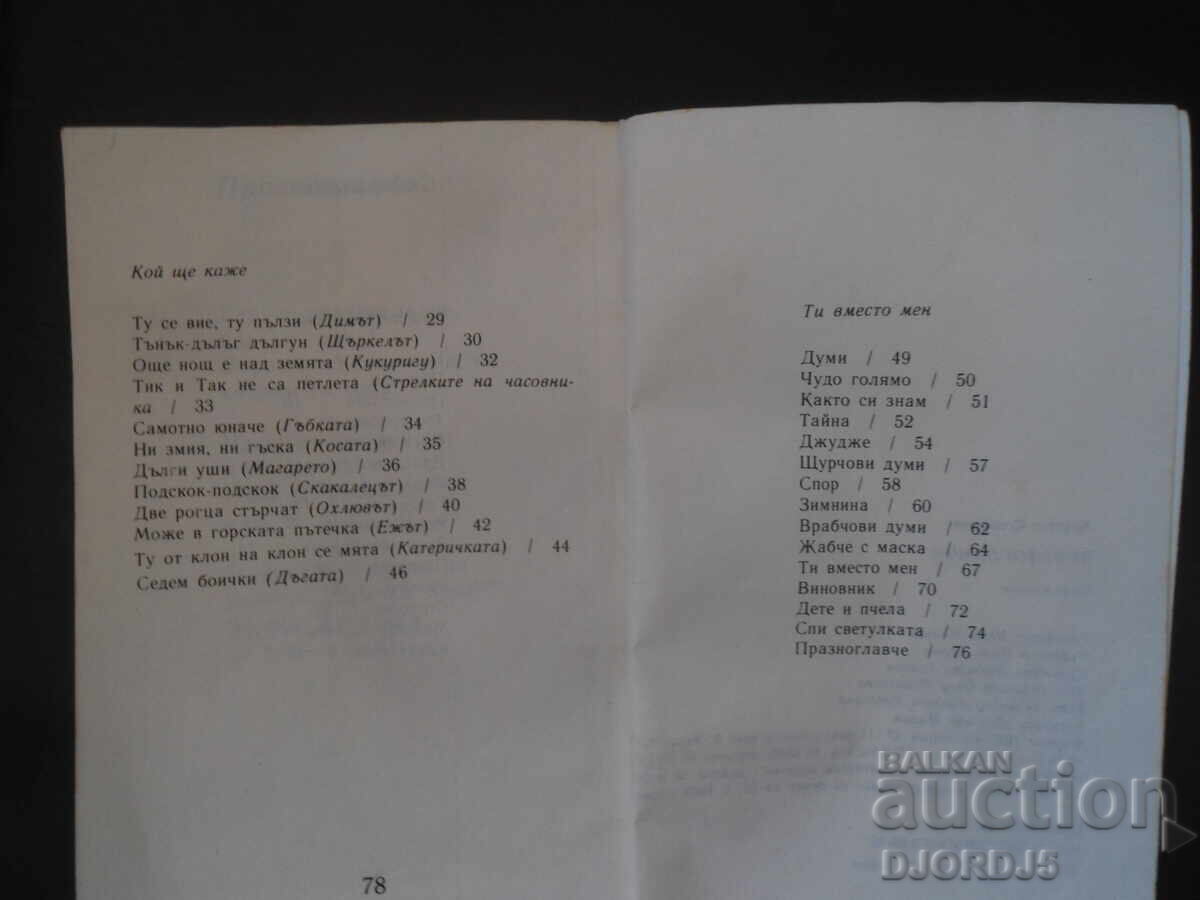 Кой ще каже
Ту се вие, ту пълзи (Димът) / 29
Тънък-дълъг дългун (Щъркелът) / 30
Още нощ е над земята (Кукуригу) / 32
Тик и Так не са петлета (Стрелките на часовни-
ка / 33
Самотно юначе (Гъбката) / 34
Ни змия, ни гъска (Косата) / 35
Дълги уши (Магарето) / 36
Подскок-подскок (Скакалецът) / 38
Две рогца стърчат (Охлювът) / 40
Може в горската пътечка (Ежът) / 42
Ту от клон на клон се мята (Катеричката) / 44
Седем боички (Дъгата) / 46
78
Ти вместо мен
Думи / 49
Чудо голямо / 50
Както си знам / 51
Тайна / 52
Джудже / 54
Щурчови думи / 57
Спор / 58
Зимнина / 60
Врабчови думи / 62
Жабче с маска / 64
Ти вместо мен / 67
Виновник / 70
Дете и пчела / 72
Спи светулката / 74
Празноглавче / 76
BALKAN
auction
DJORDJ5